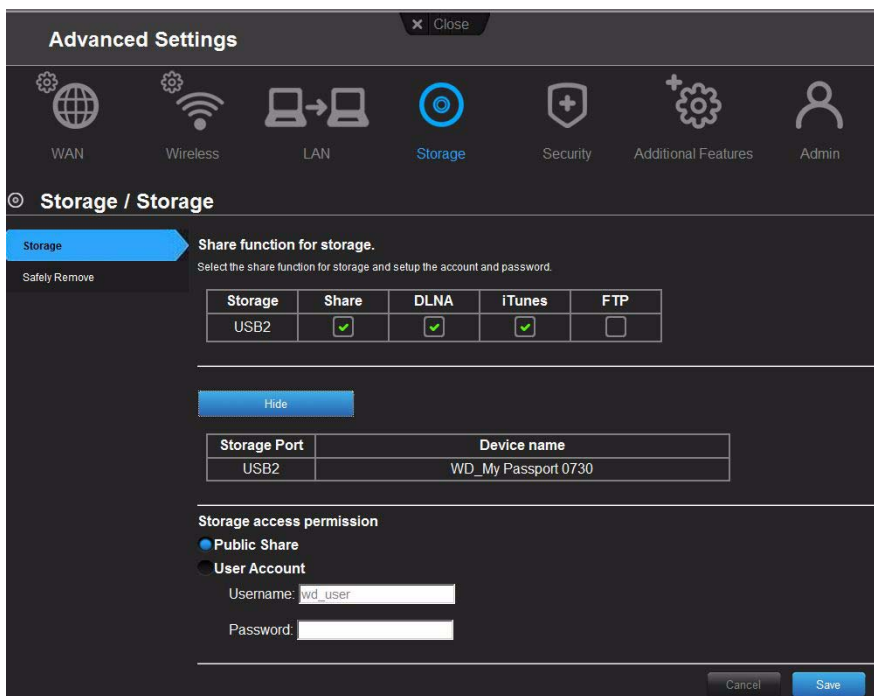 Close
Advanced Settings
WAN Wireless LAN Storage Security Additional Features Admin
Storage / Storage
Storage
Safely Remove
Share function for storage.
Select the share function for storage and setup the account and password.
Storage Share DLNA iTunes FTP
USB2
Hide
Storage Port Device name
USB2 WD_My Passport 0730
Storage access permission
Public Share
User Account
Username: wd_user
Password:
Cancel Save